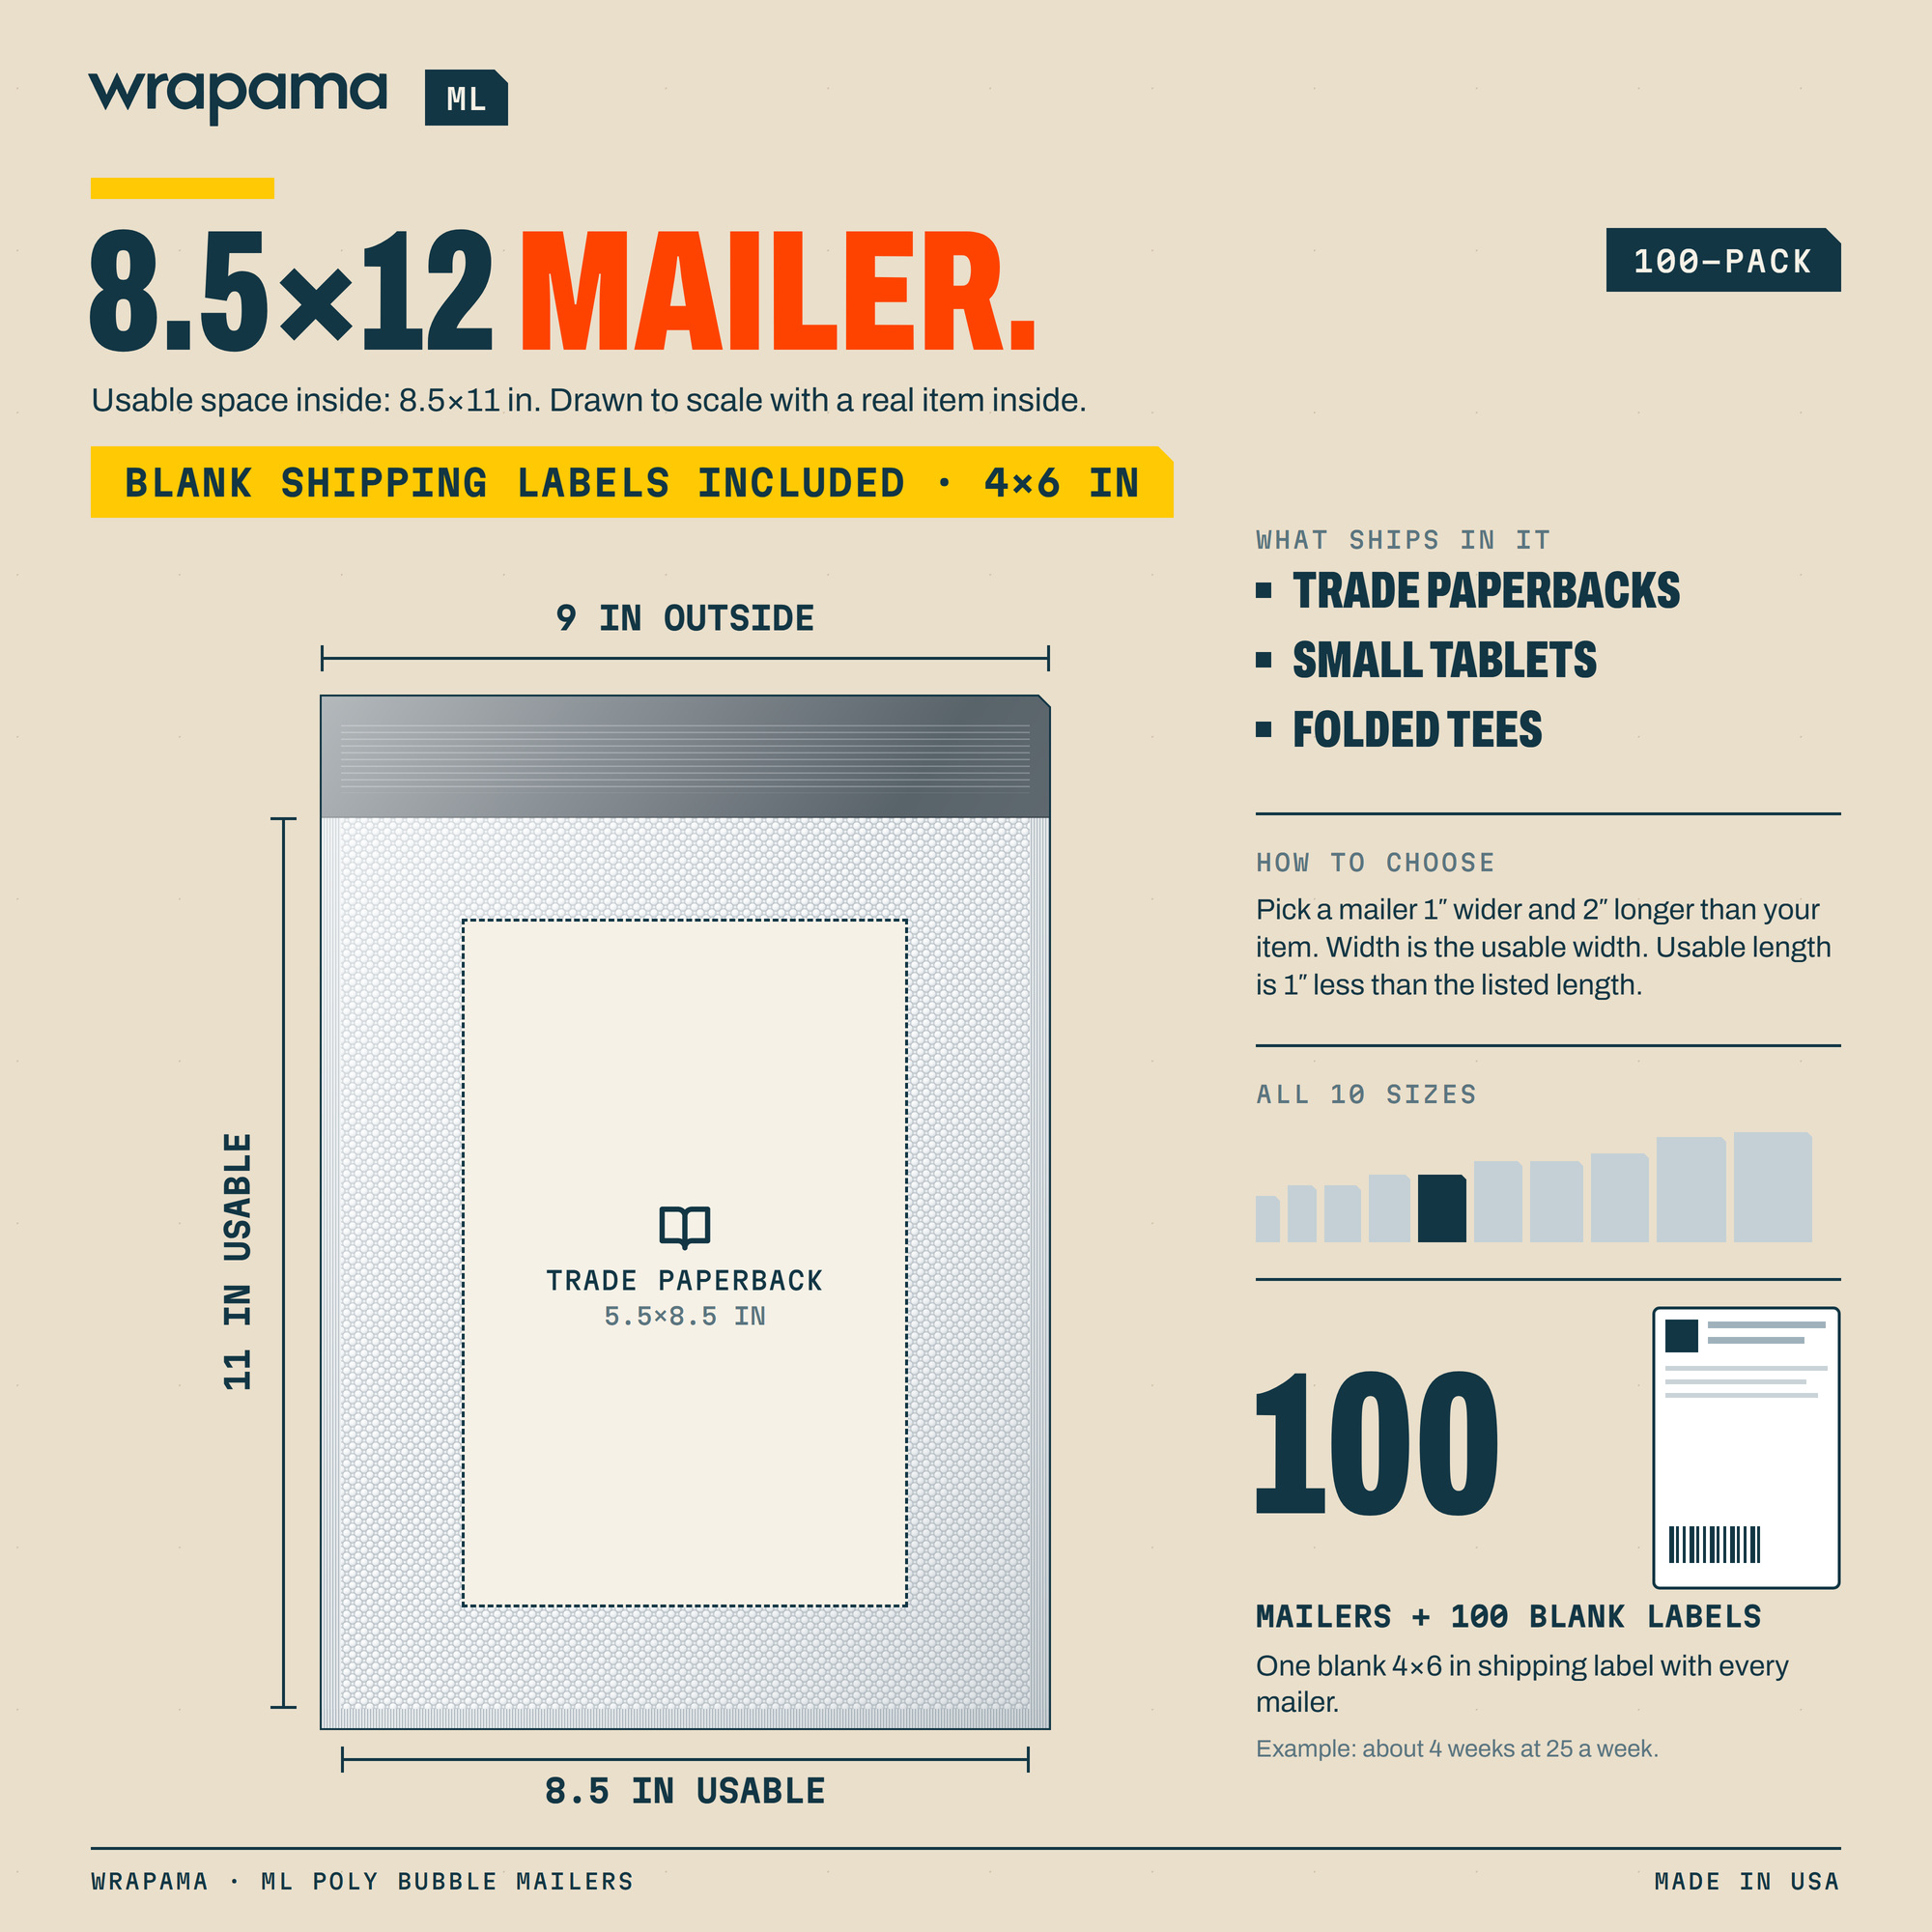 wrapama ML
8.5×12 MAILER.
100–PACK
Usable space inside: 8.5×11 in. Drawn to scale with a real item inside.
BLANK SHIPPING LABELS INCLUDED · 4×6 IN
9 IN OUTSIDE
11 IN USABLE
TRADE PAPERBACK
5.5×8.5 IN
8.5 IN USABLE
WHAT SHIPS IN IT
TRADE PAPERBACKS
SMALL TABLETS
FOLDED TEES
HOW TO CHOOSE
Pick a mailer 1″ wider and 2″ longer than your
item. Width is the usable width. Usable length
is 1″ less than the listed length.
ALL 10 SIZES
100
MAILERS + 100 BLANK LABELS
One blank 4×6 in shipping label with every
mailer.
Example: about 4 weeks at 25 a week.
WRAPAMA · ML POLY BUBBLE MAILERS
MADE IN USA